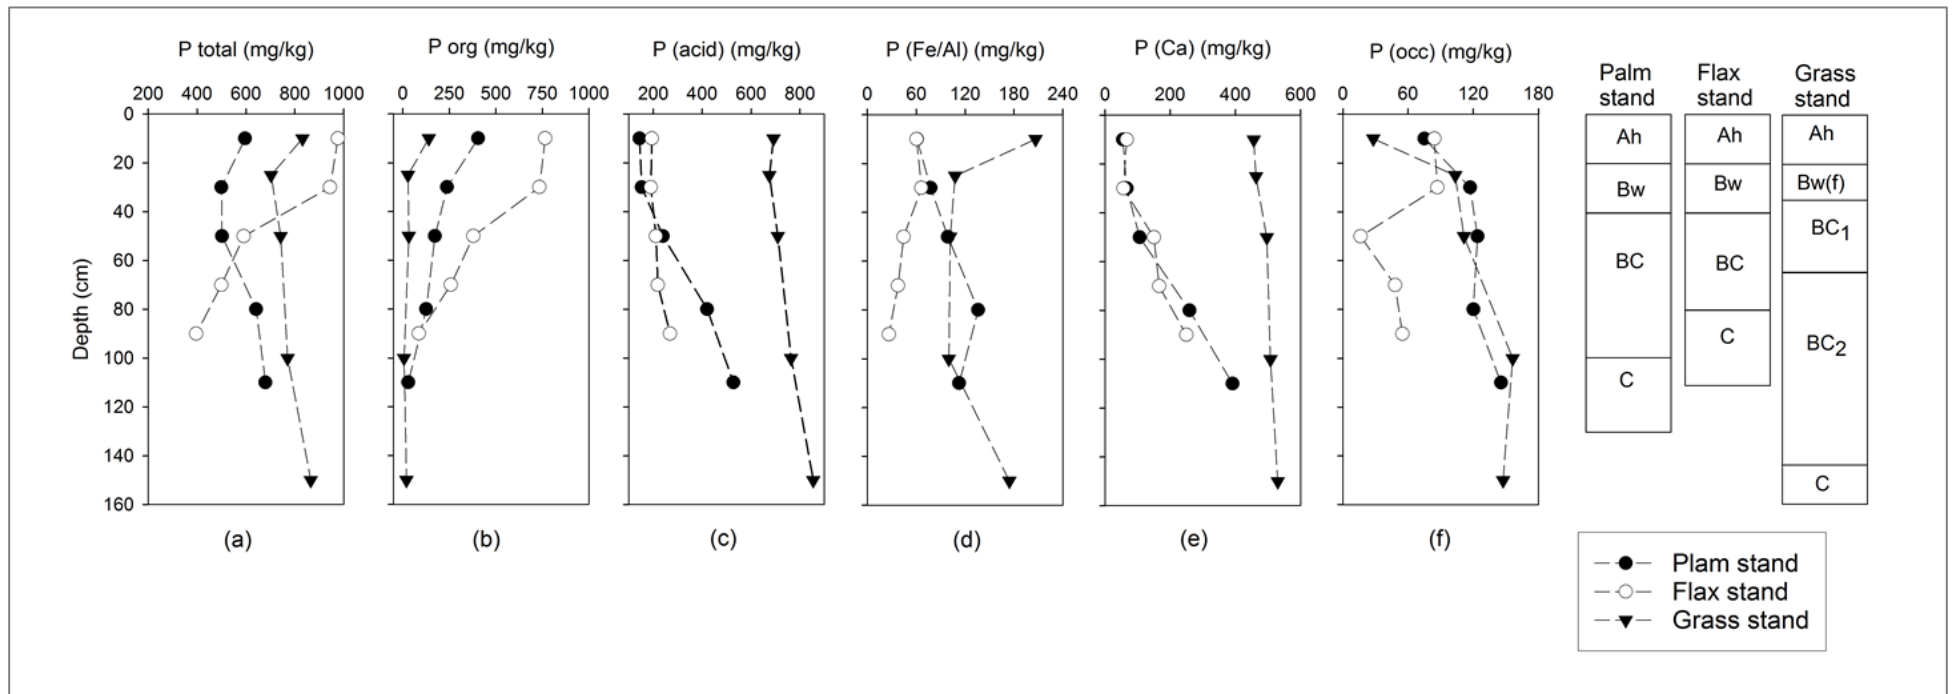 P total (mg/kg)
P org (mg/kg)
P (acid) (mg/kg)
P (Fe/Al) (mg/kg)
P (Ca) (mg/kg)
P (occ) (mg/kg)
Palm stand
Flax stand
Grass stand
200 400 600 800 1000
0 250 500 750 1000
200 400 600 800
0 60 120 180 240
0 200 400 600
0 60 120 180
Depth (cm)
0
20
40
60
80
100
120
140
160
Ah
Bw
BC
C
Ah
Bw
BC
C
Ah
Bw(f)
BC1
BC2
C
(a) (b) (c) (d) (e) (f)
Plam stand
Flax stand
Grass stand